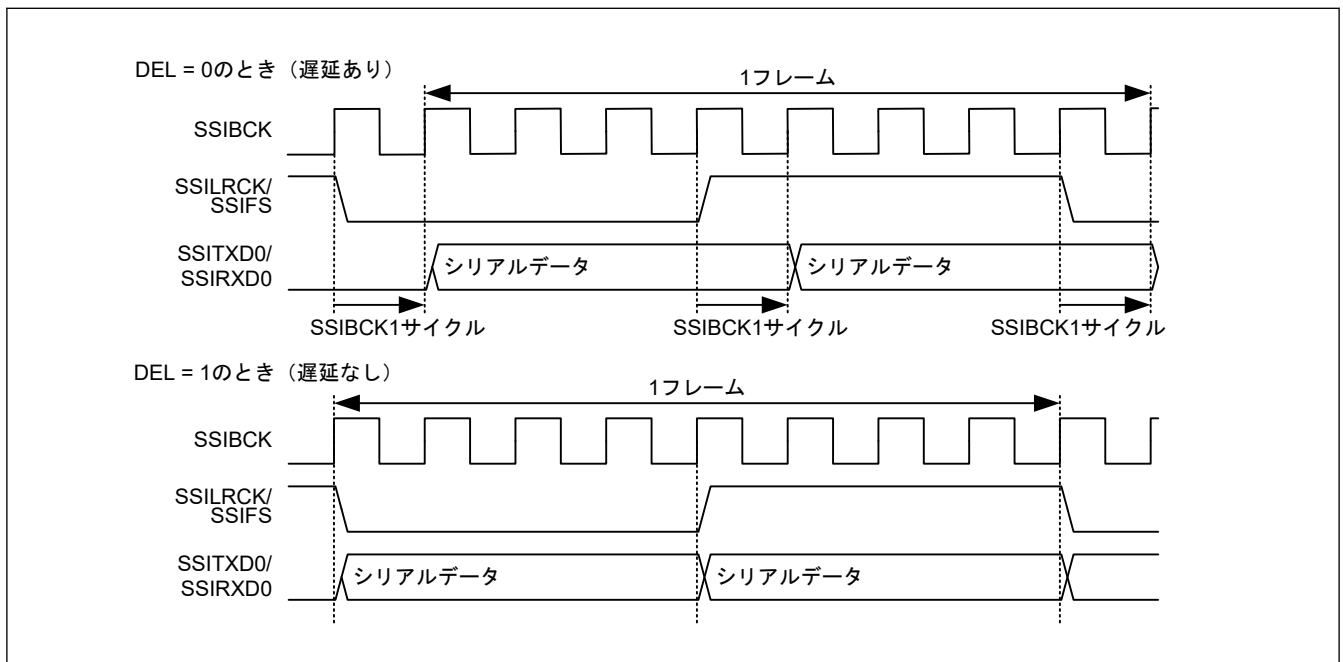 DEL = 0のとき（遅延あり）
1フレーム
SSIBCK
SSILRCK/
SSIFS
SSITXD0/
SSIRXD0
シリアルデータ
シリアルデータ
SSIBCK1サイクル
SSIBCK1サイクル
SSIBCK1サイクル
DEL = 1のとき（遅延なし）
1フレーム
SSIBCK
SSILRCK/
SSIFS
SSITXD0/
SSIRXD0
シリアルデータ
シリアルデータ